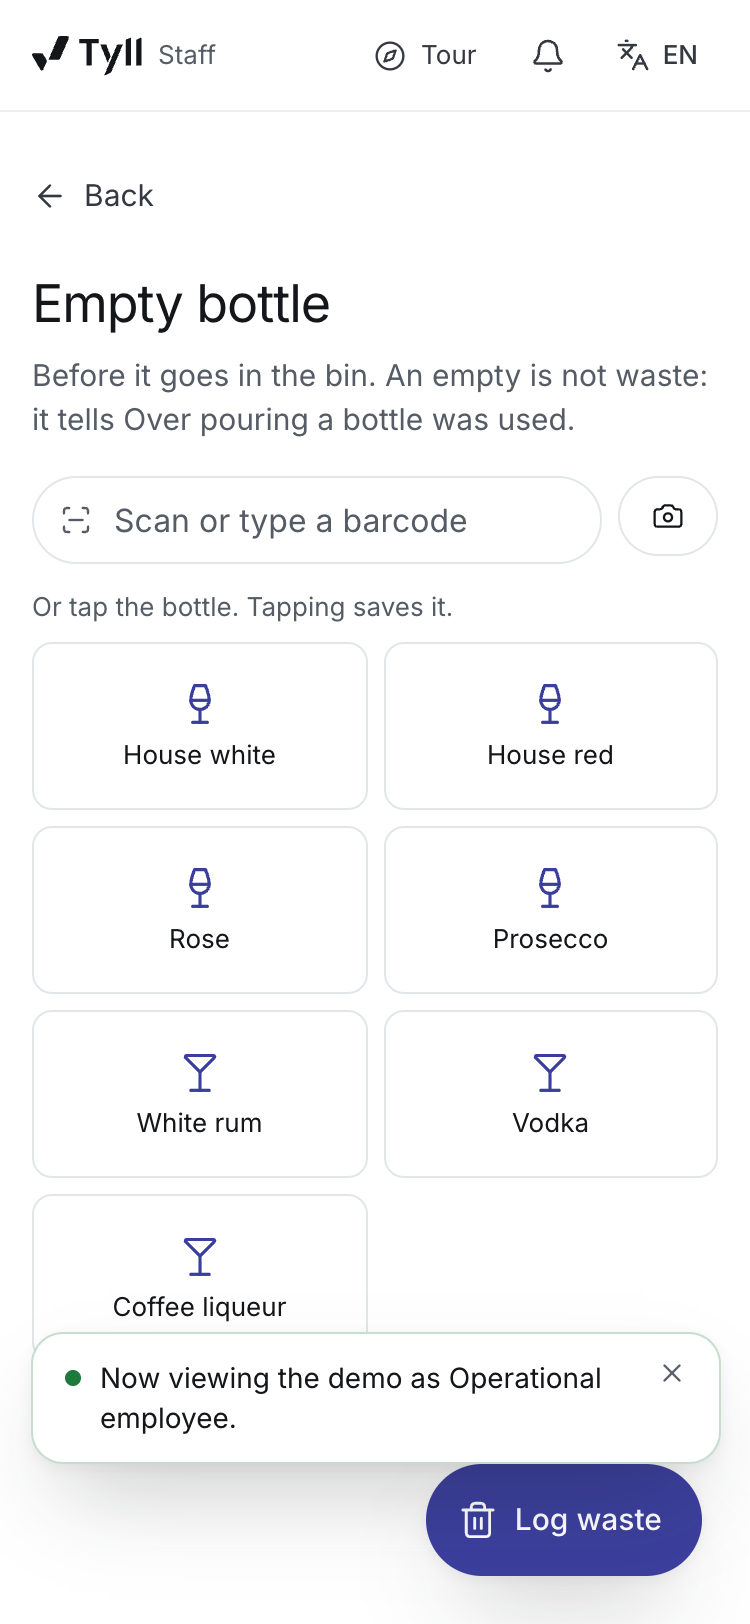 Tyll Staff Tour EN
Back
Empty bottle
Before it goes in the bin. An empty is not waste:
it tells Over pouring a bottle was used.
Scan or type a barcode
Or tap the bottle. Tapping saves it.
House white
House red
Rose
Prosecco
White rum
Vodka
Coffee liqueur
Now viewing the demo as Operational
employee.
Log waste